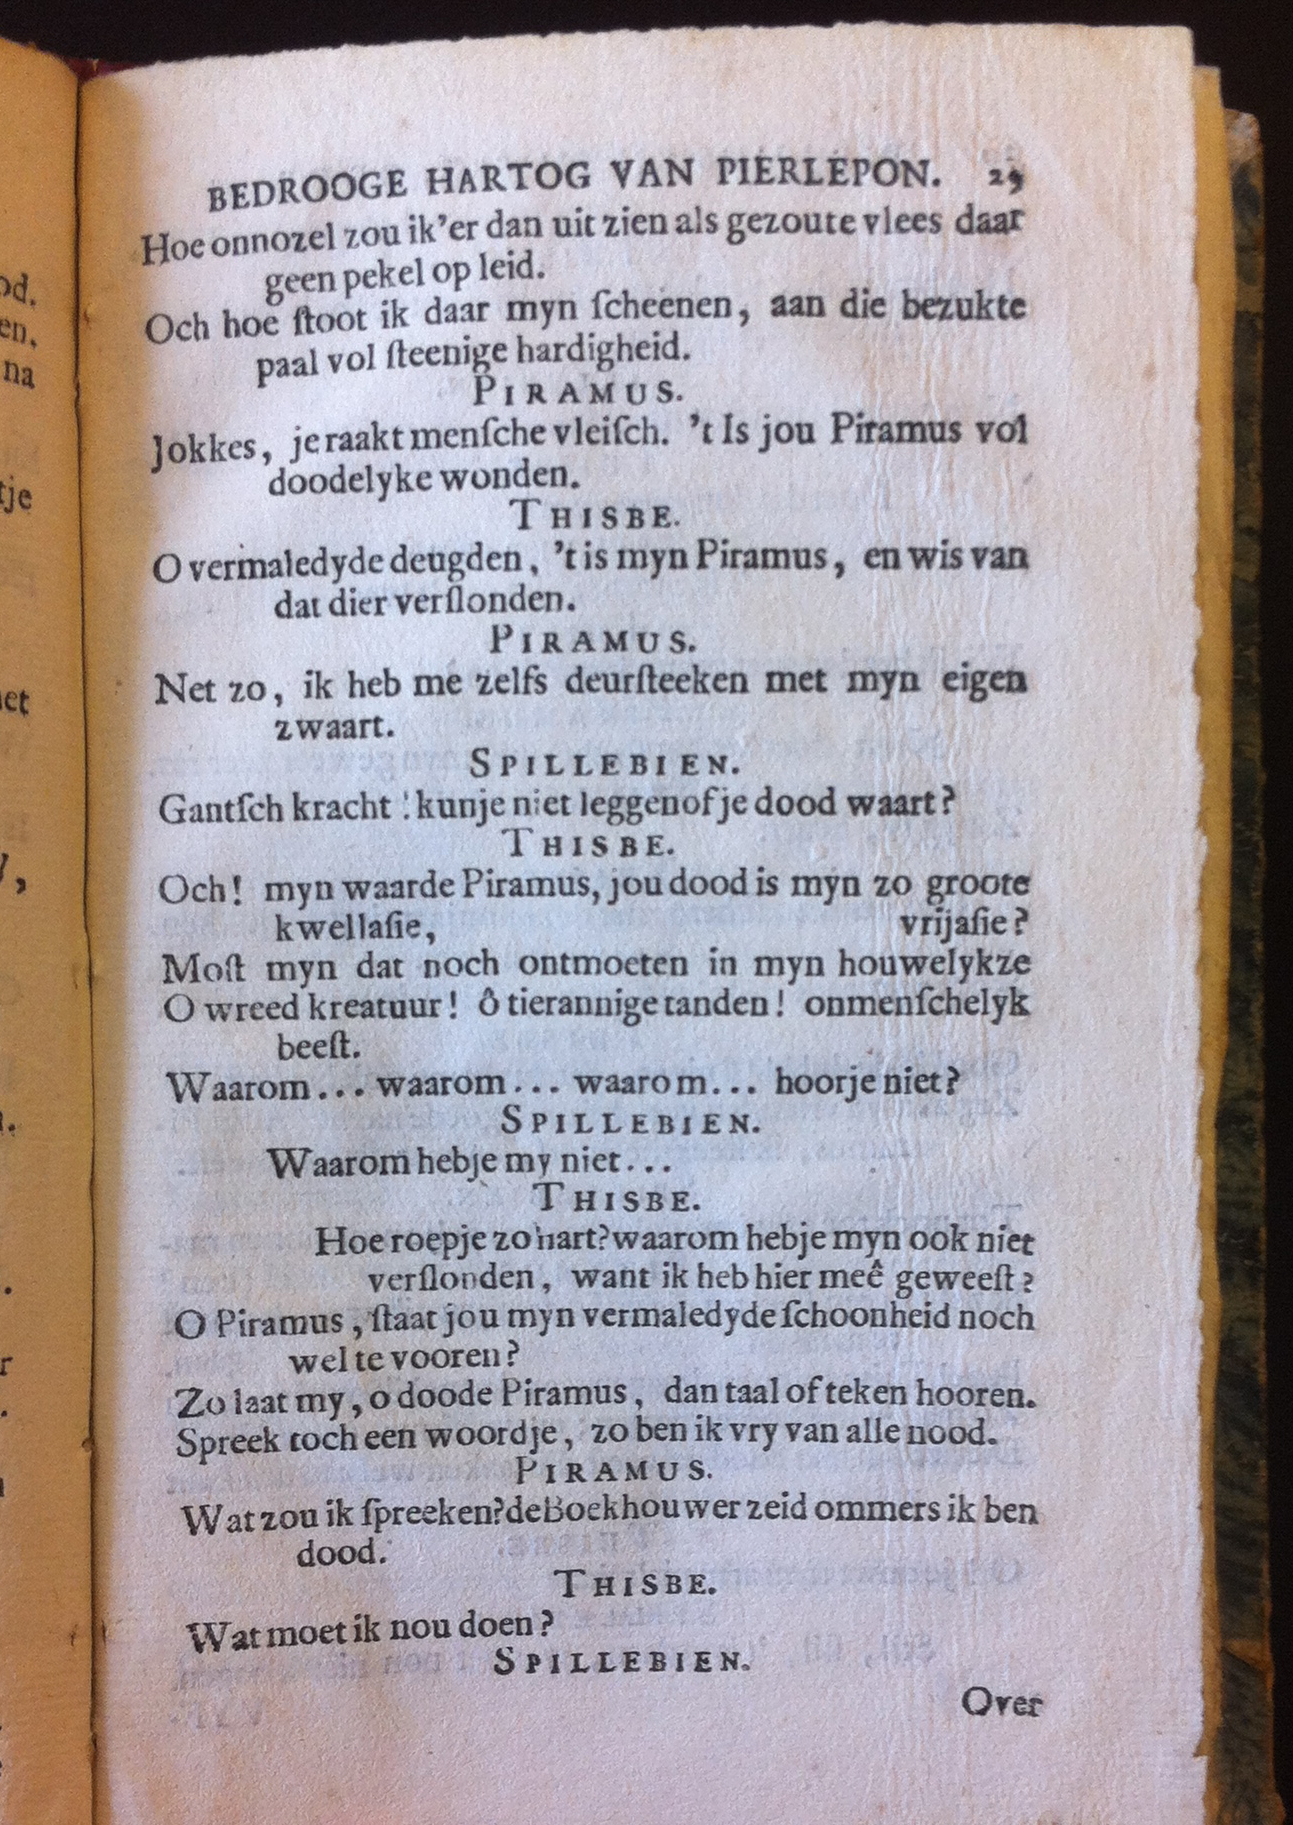 BEDROOGE HARTOG VAN PIERLEPON. 29
Hoe onnozel zou ik'er dan uit zien als gezoute vlees daar
geen pekel op leid.
Och hoe ſtoot ik daar myn ſcheenen, aan die bezukte
paal vol ſteenige hardigheid.
PIRAMUS.
Jokkes, je raakt menſche vleiſch. 't Is jou Piramus vol
doodelyke wonden.
THISBE.
O vermaledyde deugden, 't is myn Piramus, en wis van
dat dier verſlonden.
PIRAMUS.
Net zo, ik heb me zelfs deurſteeken met myn eigen
zwaart.
SPILLEBIEN.
Gantſch kracht! kunje niet leggen of je dood waart?
THISBE.
Och! myn waarde Piramus, jou dood is myn zo groote
kwellaſie, vrijaſie?
Moſt myn dat noch ontmoeten in myn houwelykze
O wreed kreatuur! ô tierannige tanden! onmenſchelyk
beeſt.
Waarom... waarom... waarom... hoorje niet?
SPILLEBIEN.
Waarom hebje my niet...
THISBE.
Hoe roepje zo hart? waarom hebje myn ook niet
verſlonden, want ik heb hier meê geweeſt?
O Piramus, ſtaat jou myn vermaledyde ſchoonheid noch
wel te vooren?
Zo laat my, o doode Piramus, dan taal of teken hooren.
Spreek toch een woordje, zo ben ik vry van alle nood.
PIRAMUS.
Wat zou ik ſpreeken? de Boekhouwer zeid ommers ik ben
dood.
THISBE.
Wat moet ik nou doen?
SPILLEBIEN.
Over